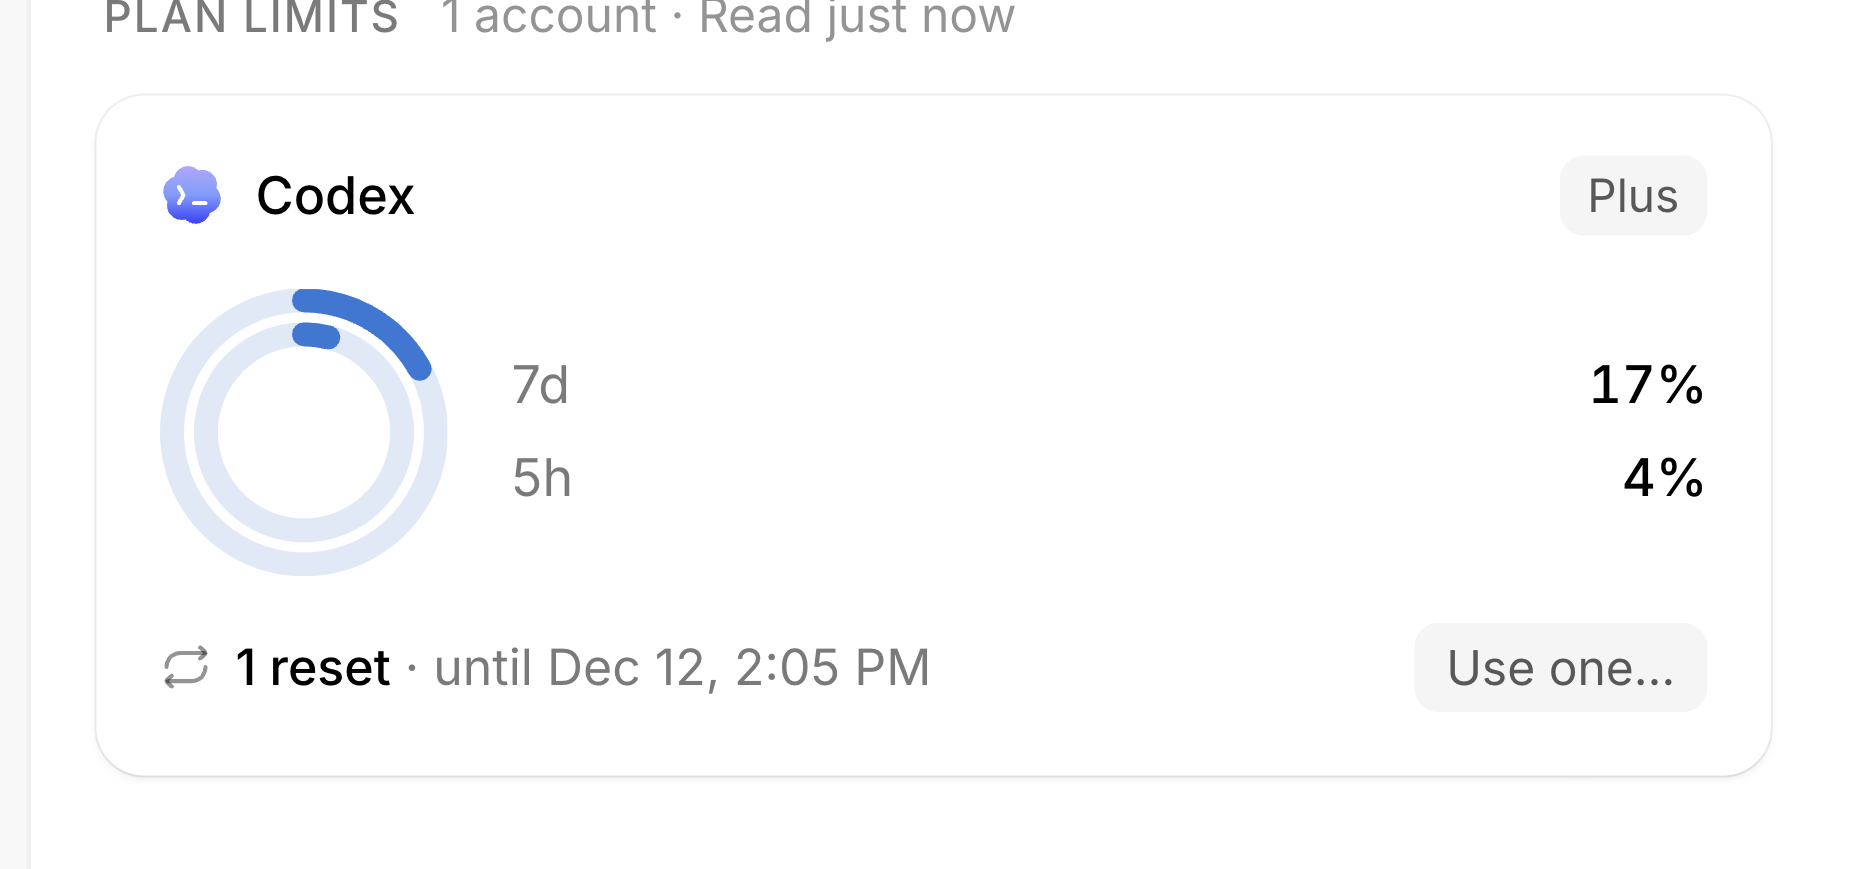 PLAN LIMITS 1 account · Read just now
Codex
Plus
7d 17%
5h 4%
1 reset · until Dec 12, 2:05 PM
Use one...